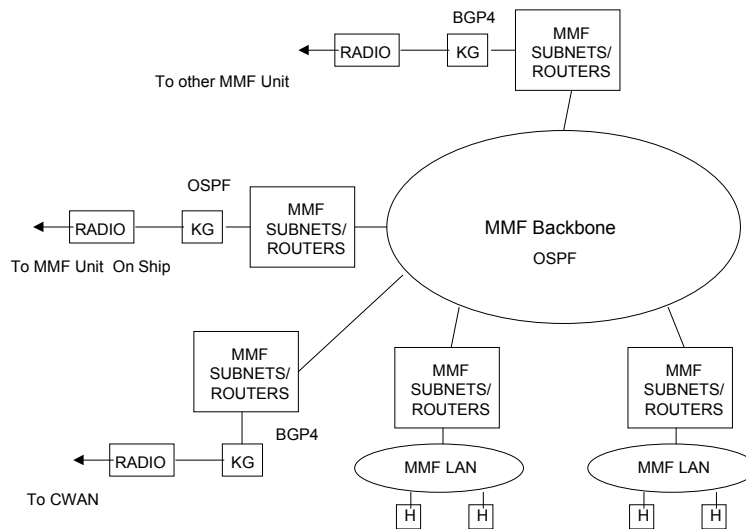 BGP4
RADIO
KG
MMF
SUBNETS/
ROUTERS
To other MMF Unit
OSPF
RADIO
KG
MMF
SUBNETS/
ROUTERS
To MMF Unit On Ship
MMF Backbone
OSPF
MMF
SUBNETS/
ROUTERS
BGP4
RADIO
KG
To CWAN
MMF
SUBNETS/
ROUTERS
MMF LAN
H
H
MMF
SUBNETS/
ROUTERS
MMF LAN
H
H